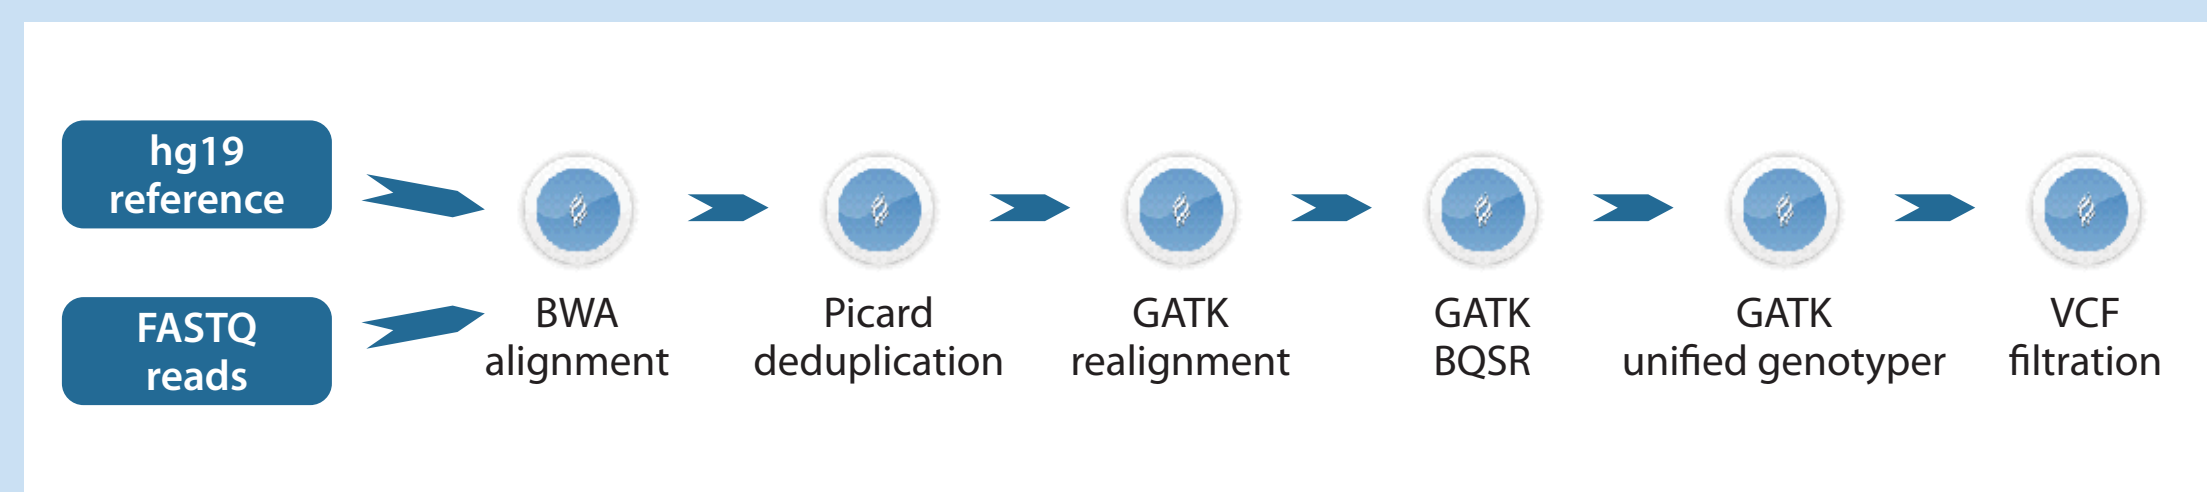 hg19
reference
FASTQ
reads
BWA
alignment
Picard
deduplication
GATK
realignment
GATK
BQSR
GATK
unified genotyper
VCF
filtration